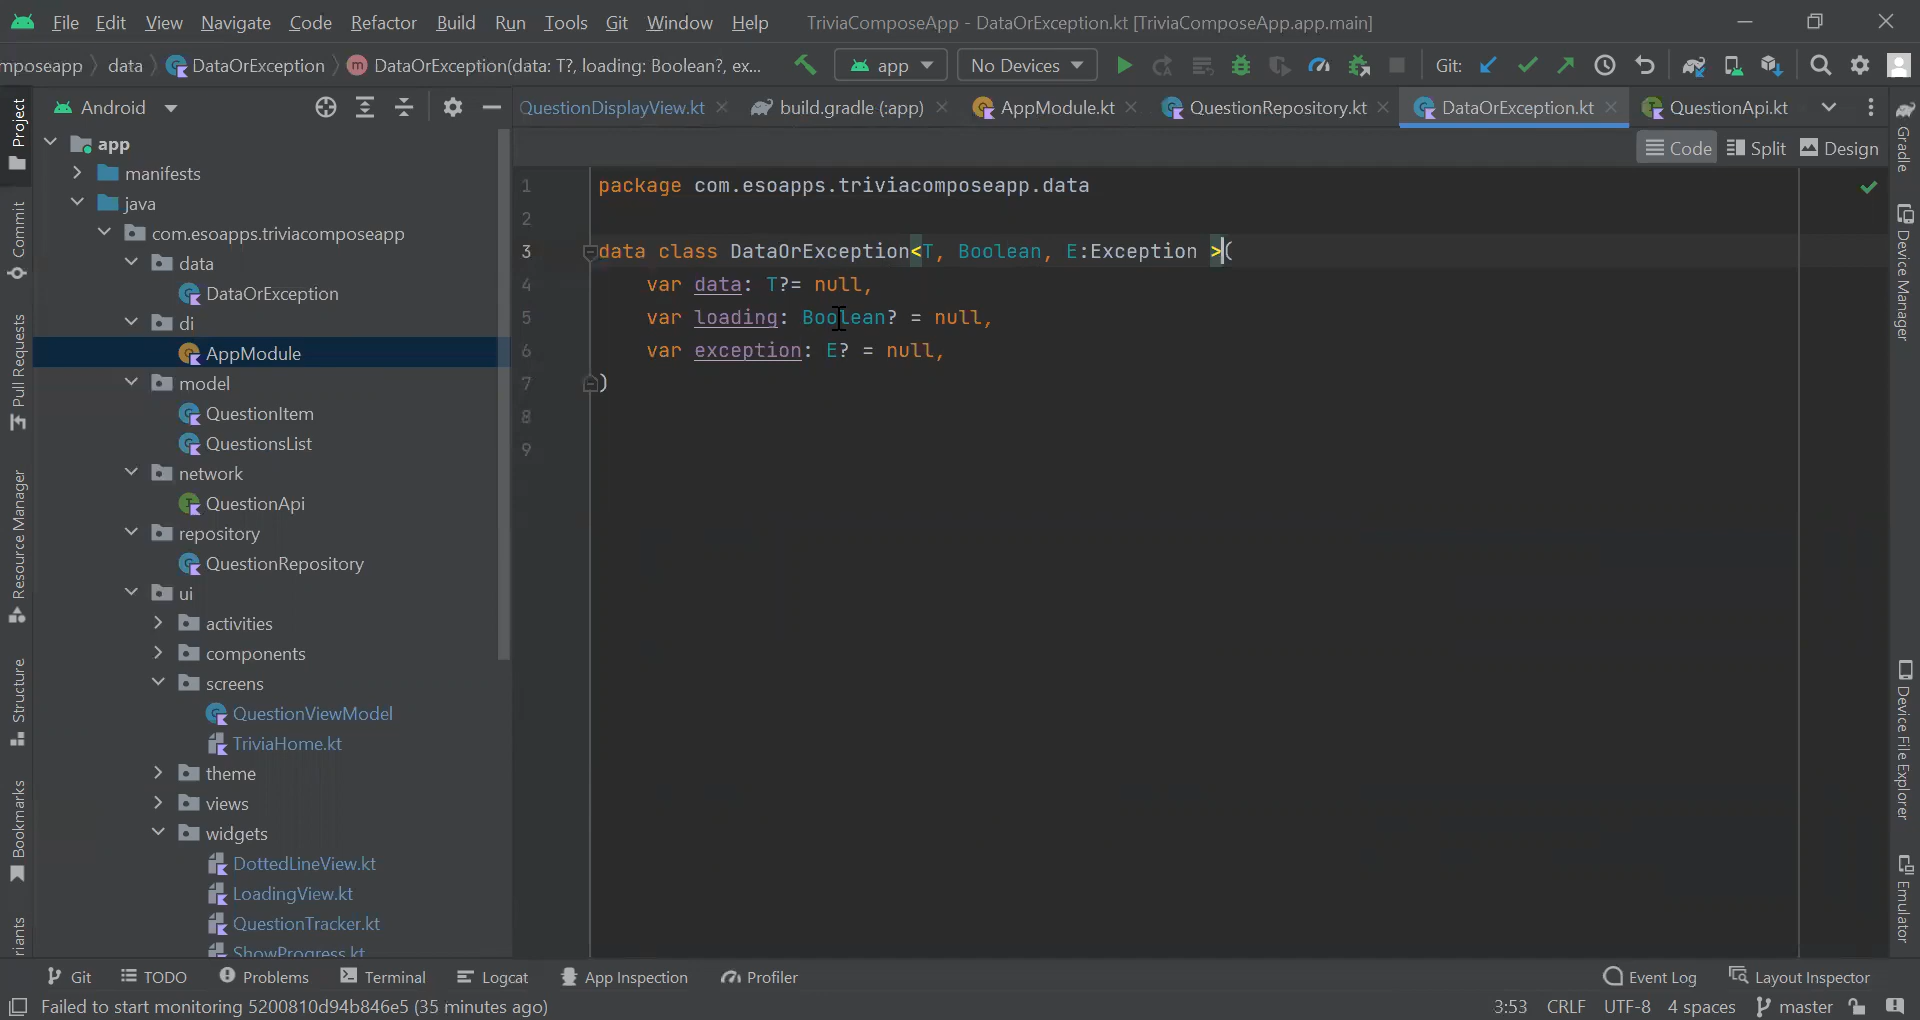 File Edit View Navigate Code Refactor Build Run Tools Git Window Help TriviaComposeApp - DataOrException.kt [TriviaComposeApp.app.main]
mposeapp data DataOrException DataOrException(data: T?, loading: Boolean?, ex... app No Devices Git:
Android QuestionDisplayView.kt build.gradle (:app) AppModule.kt QuestionRepository.kt DataOrException.kt QuestionApi.kt
Code Split Design
Project
Commit
Pull Requests
Resource Manager
Structure
Bookmarks
riants
app
manifests
java
com.esoapps.triviacomposeapp
data
DataOrException
di
AppModule
model
QuestionItem
QuestionsList
network
QuestionApi
repository
QuestionRepository
ui
activities
components
screens
QuestionViewModel
TriviaHome.kt
theme
views
widgets
DottedLineView.kt
LoadingView.kt
QuestionTracker.kt
ShowProgress.kt
1 package com.esoapps.triviacomposeapp.data
2
3 data class DataOrException<T, Boolean, E:Exception >(
4 var data: T?= null,
5 var loading: Boolean? = null,
6 var exception: E? = null,
7 )
8
9
Gradle
Device Manager
Device File Explorer
Emulator
Git TODO Problems Terminal Logcat App Inspection Profiler Event Log Layout Inspector
Failed to start monitoring 5200810d94b846e5 (35 minutes ago) 3:53 CRLF UTF-8 4 spaces master